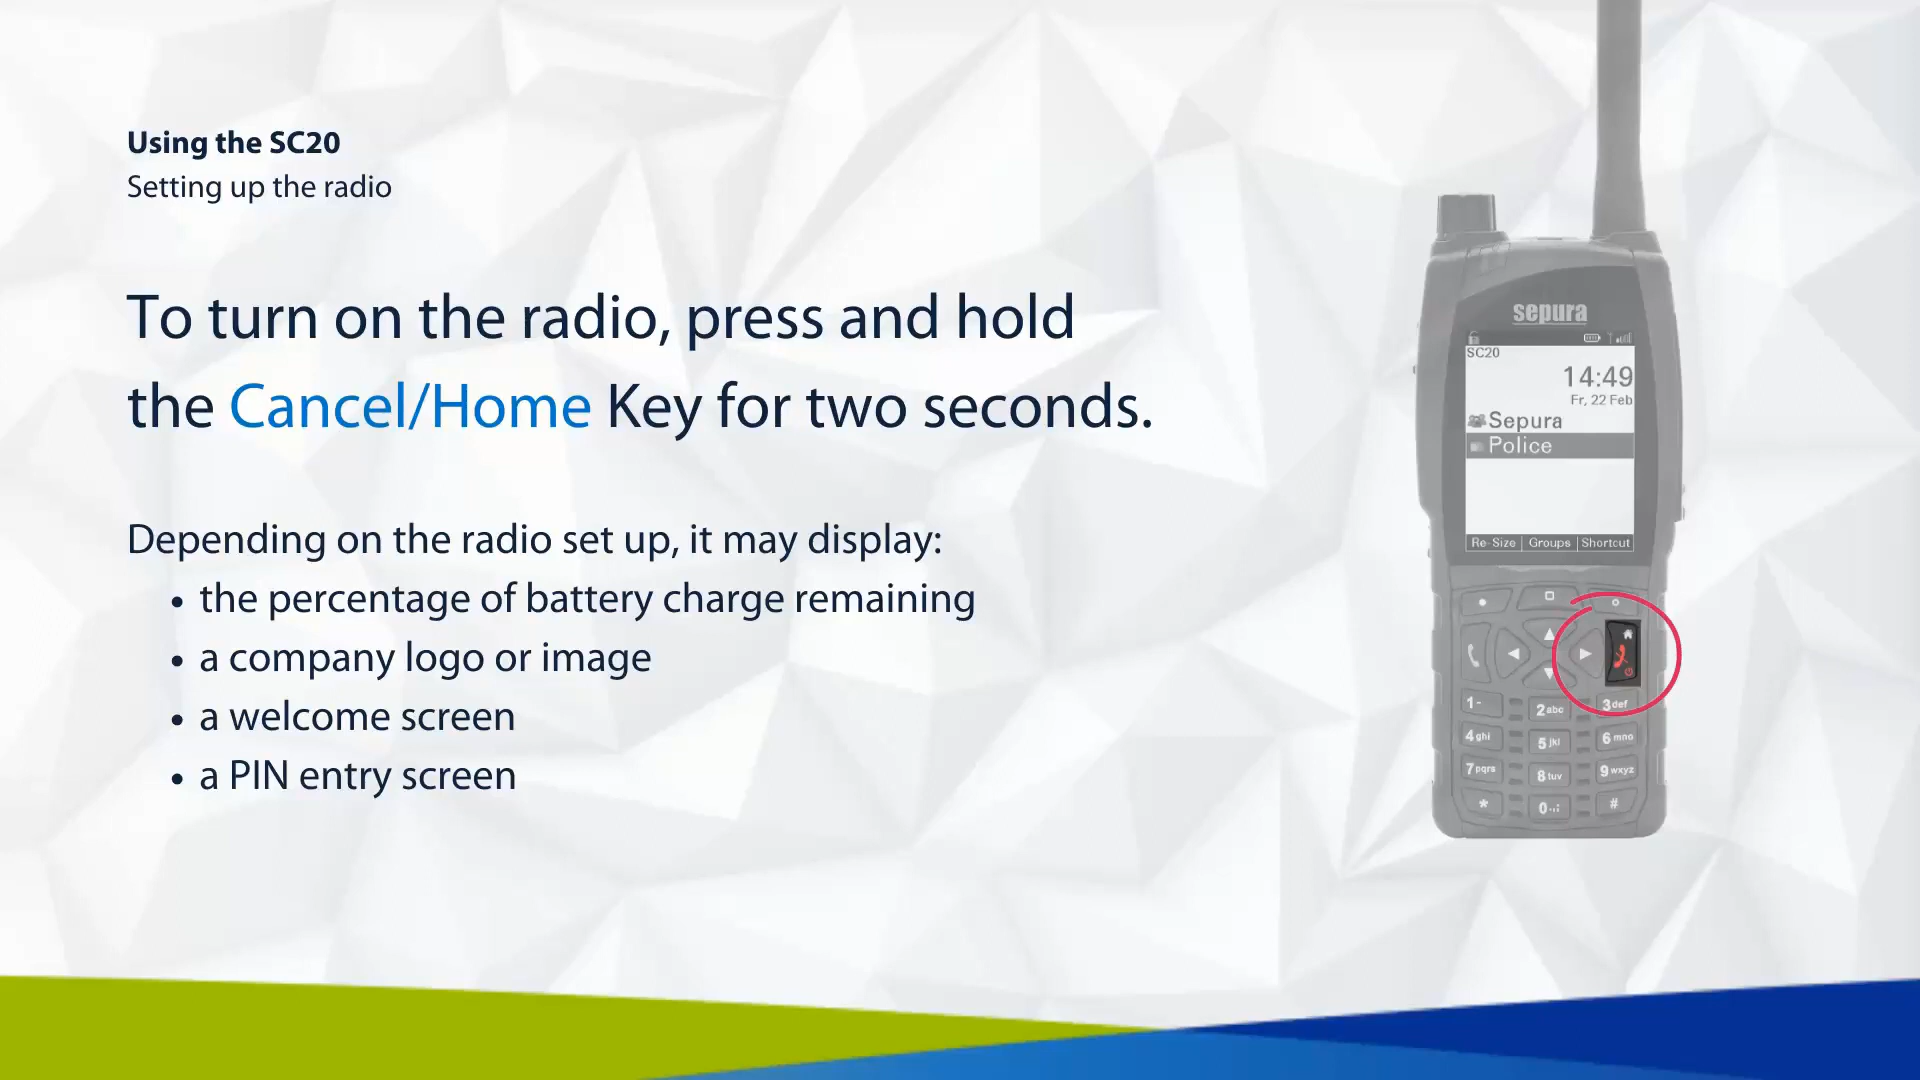 Using the SC20
Setting up the radio
To turn on the radio, press and hold
the Cancel/Home Key for two seconds.
Depending on the radio set up, it may display:
• the percentage of battery charge remaining
• a company logo or image
• a welcome screen
• a PIN entry screen
sepura
SC20
14:49
Fr, 22 Feb
Sepura
Police
Re-Size | Groups | Shortcut
1- 2abc 3def
4ghi 5jkl 6mno
7pqrs 8tuv 9wxyz
* 0.,: #